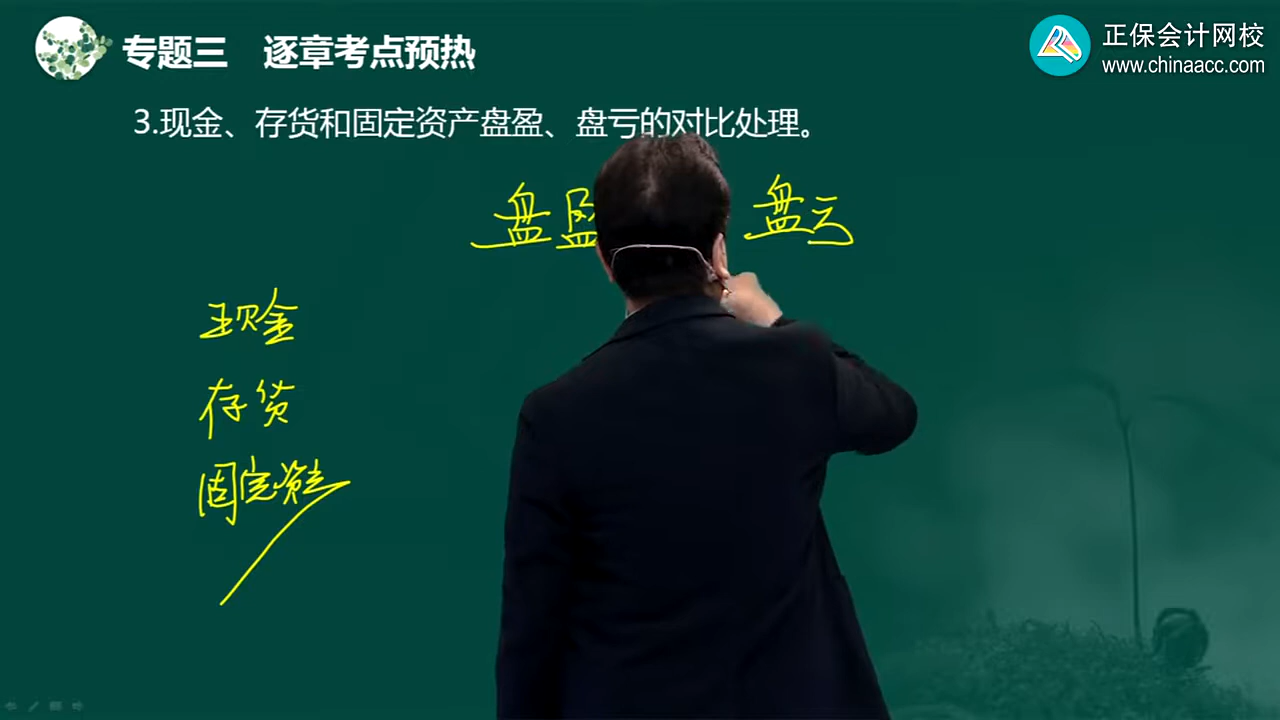 专题三 逐章考点预热
正保会计网校
www.chinaacc.com
3.现金、存货和固定资产盘盈、盘亏的对比处理。
盘盈 盘亏
现金
存货
固定资产